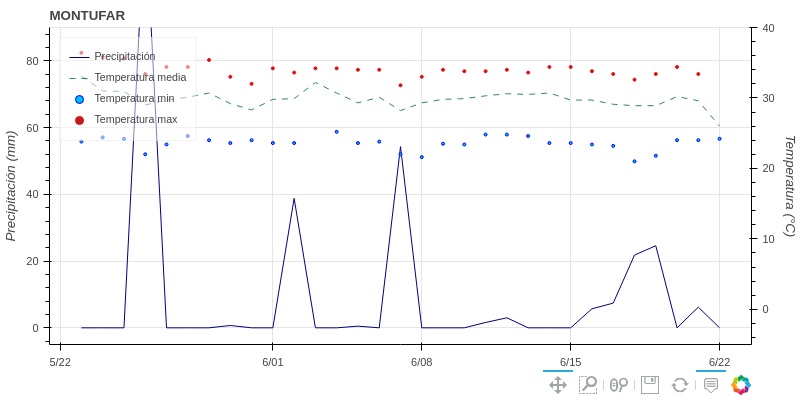 MONTUFAR
Precipitación
Temperatura media
Temperatura min
Temperatura max
Precipitación (mm)
80
60
40
20
0
Temperatura (°C)
40
30
20
10
0
5/22
6/01
6/08
6/15
6/22